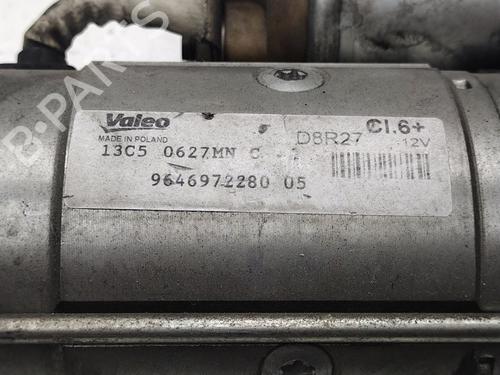 B-PARTS
Valeo
MADE IN POLAND
D8R27
Cl.6+
12V
13C5 0627MN C
9646972280 05